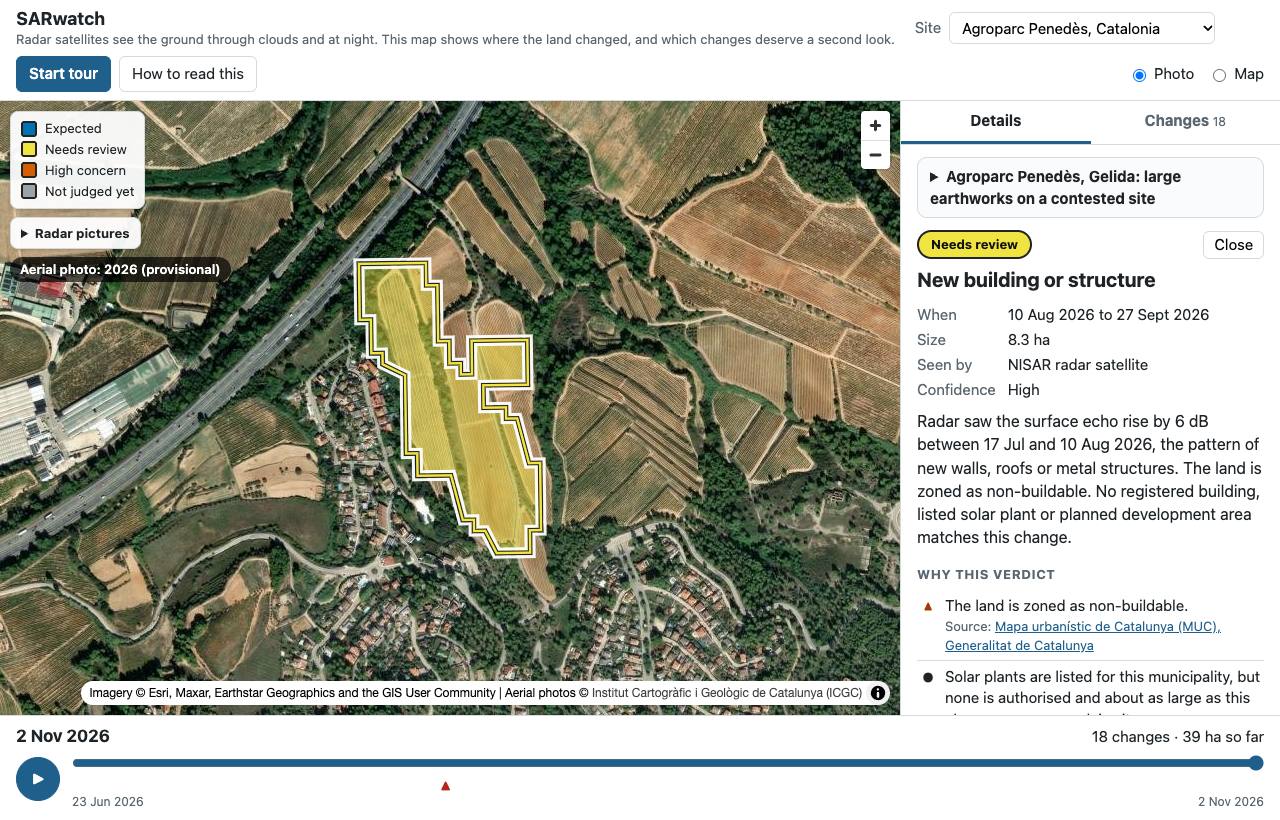 SARwatch
Radar satellites see the ground through clouds and at night. This map shows where the land changed, and which changes deserve a second look.
Site
Agroparc Penedès, Catalonia
Start tour
How to read this
Photo
Map
Expected
Needs review
High concern
Not judged yet
Radar pictures
Aerial photo: 2026 (provisional)
+
−
Imagery © Esri, Maxar, Earthstar Geographics and the GIS User Community | Aerial photos © Institut Cartogràfic i Geològic de Catalunya (ICGC)
Details
Changes 18
Agroparc Penedès, Gelida: large
earthworks on a contested site
Needs review
Close
New building or structure
When 10 Aug 2026 to 27 Sept 2026
Size 8.3 ha
Seen by NISAR radar satellite
Confidence High
Radar saw the surface echo rise by 6 dB
between 17 Jul and 10 Aug 2026, the pattern of
new walls, roofs or metal structures. The land is
zoned as non-buildable. No registered building,
listed solar plant or planned development area
matches this change.
WHY THIS VERDICT
The land is zoned as non-buildable.
Source: Mapa urbanístic de Catalunya (MUC),
Generalitat de Catalunya
Solar plants are listed for this municipality, but
none is authorised and about as large as this
2 Nov 2026
18 changes · 39 ha so far
23 Jun 2026
2 Nov 2026